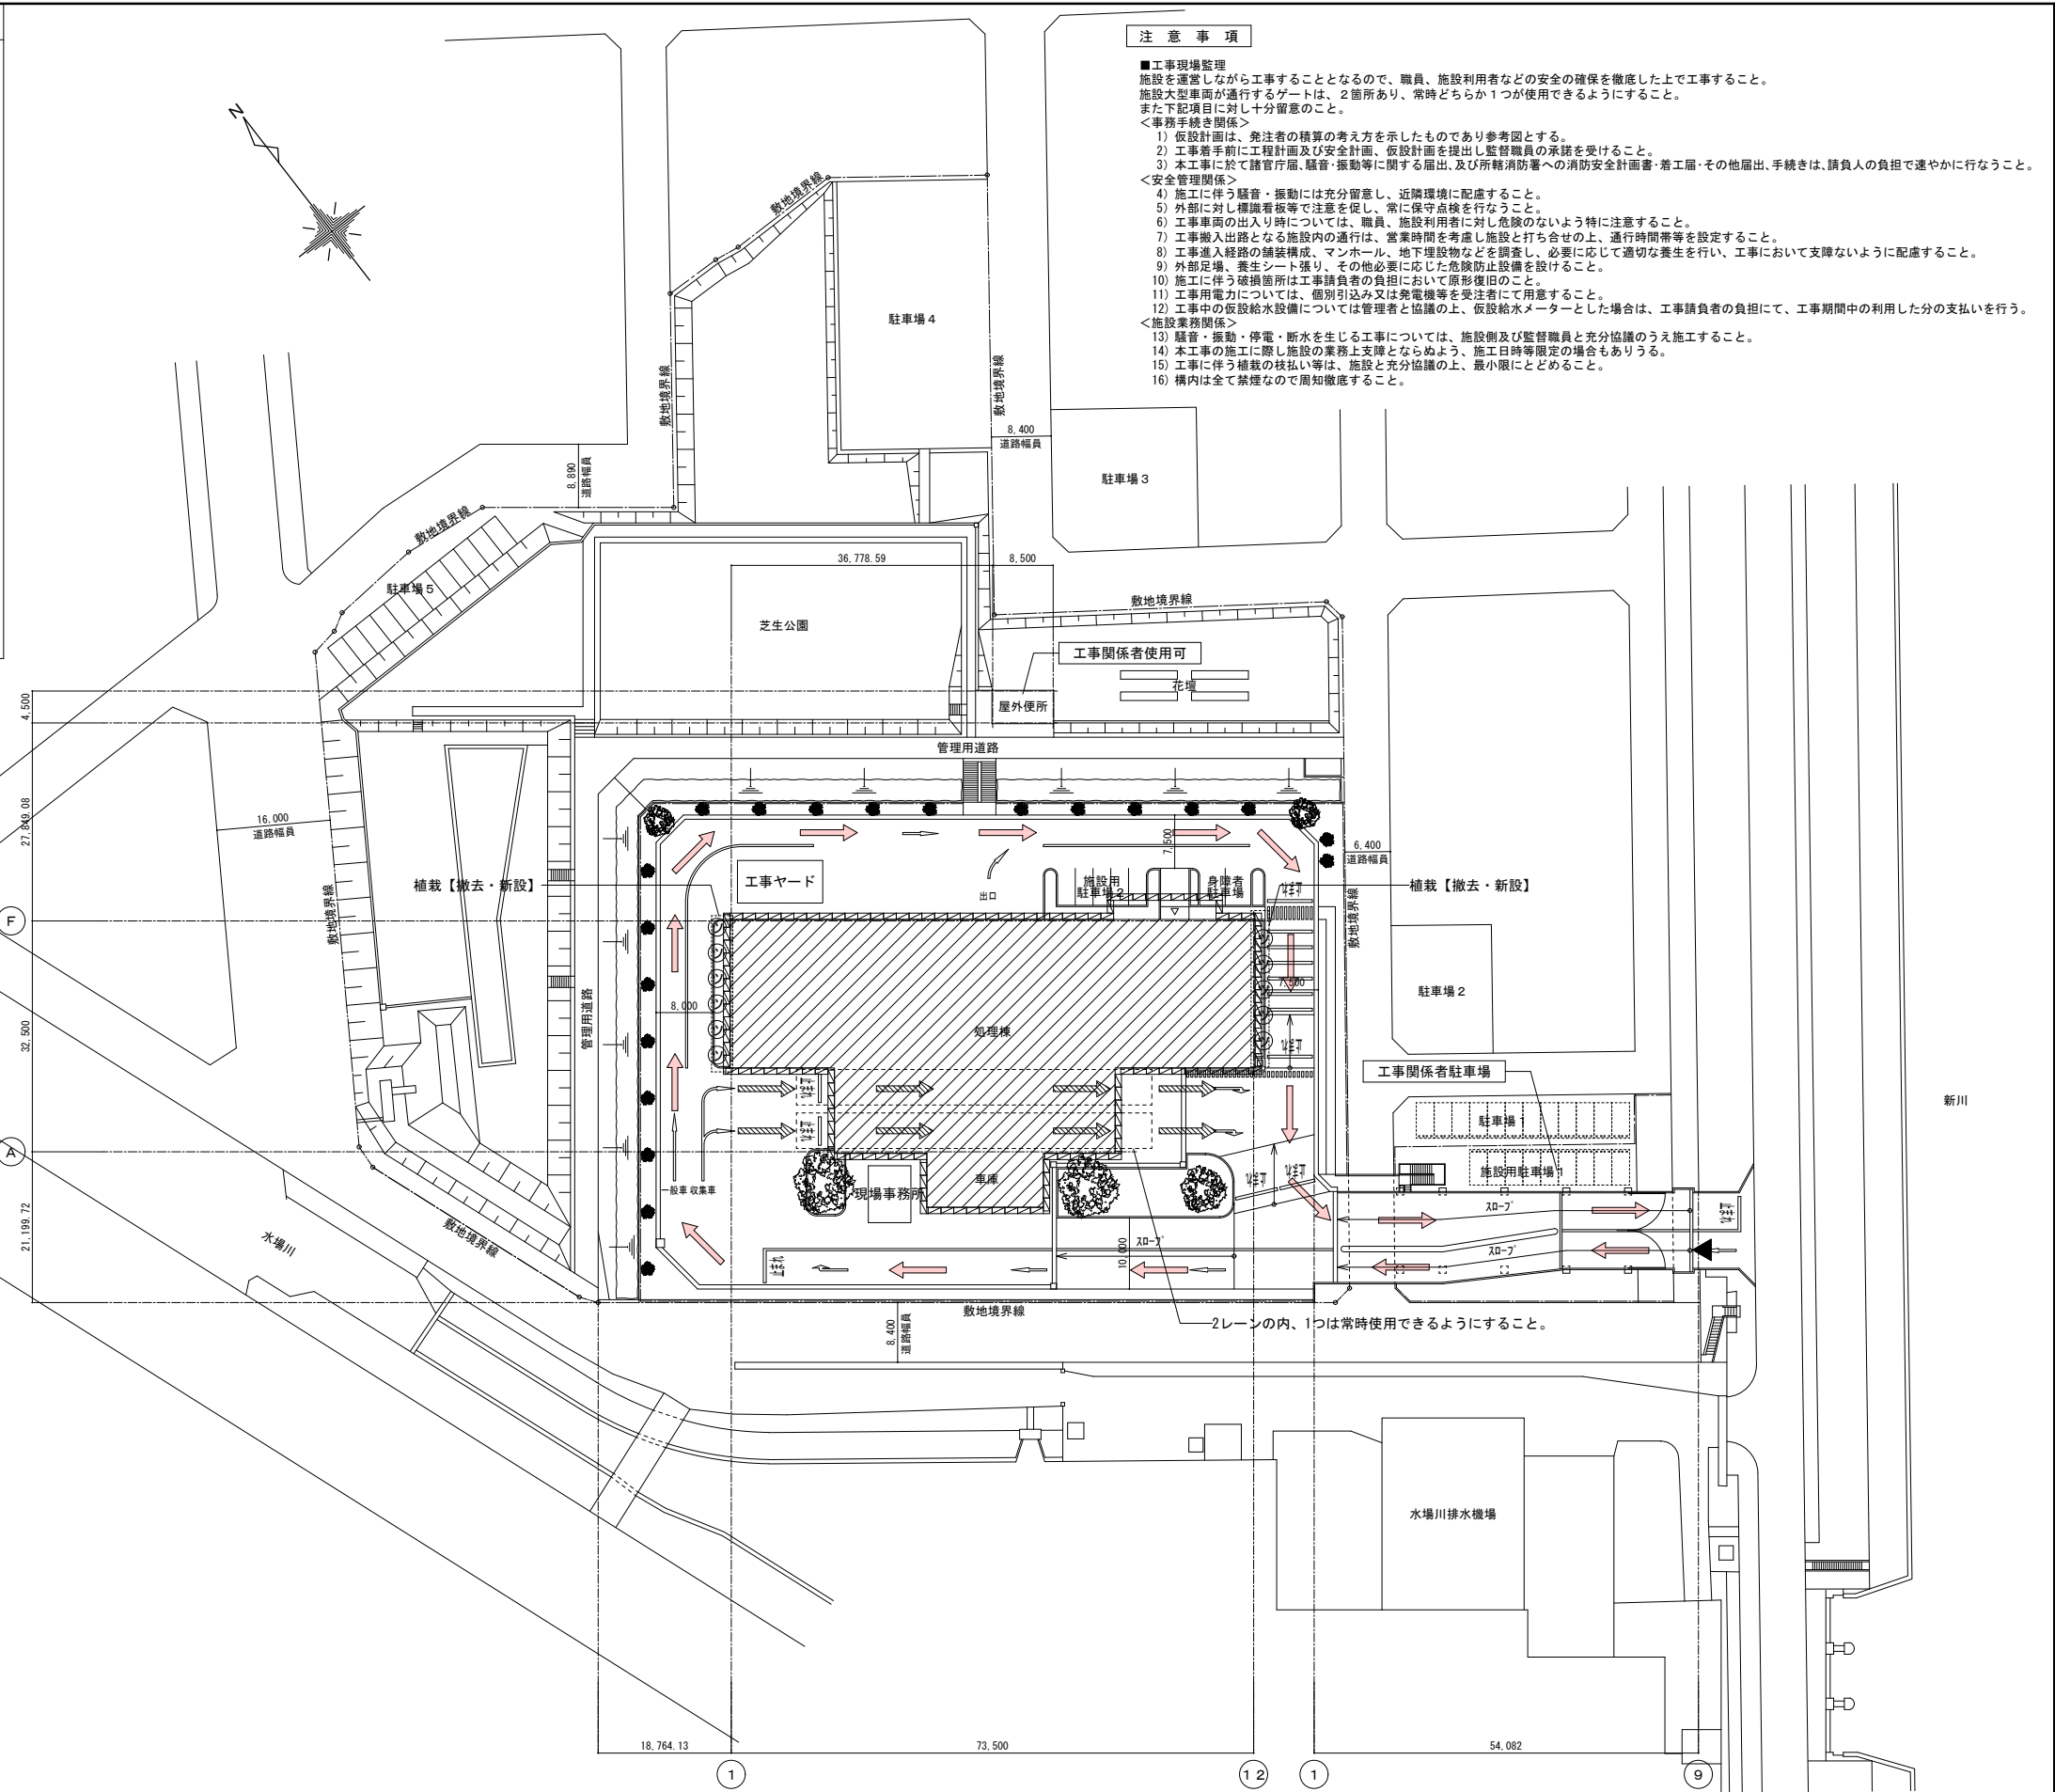 注 意 事 項
■工事現場監理
施設を運営しながら工事することとなるので、職員、施設利用者などの安全の確保を徹底した上で工事すること。
施設大型車両が通行するゲートは、２箇所あり、常時どちらか１つが使用できるようにすること。
また下記項目に対し十分留意のこと。
＜事務手続き関係＞
1）仮設計画は、発注者の積算の考え方を示したものであり参考図とする。
2）工事着手前に工程計画及び安全計画、仮設計画を提出し監督職員の承諾を受けること。
3）本工事に於て諸官庁届､騒音･振動等に関する届出､及び所轄消防署への消防安全計画書･着工届･その他届出､手続きは､請負人の負担で速やかに行なうこと。
＜安全管理関係＞
4）施工に伴う騒音・振動には充分留意し、近隣環境に配慮すること。
5）外部に対し標識看板等で注意を促し、常に保守点検を行なうこと。
6）工事車両の出入り時については、職員、施設利用者に対し危険のないよう特に注意すること。
7）工事搬入出路となる施設内の通行は、営業時間を考慮し施設と打ち合せの上、通行時間帯等を設定すること。
8）工事進入経路の舗装構成、マンホール、地下埋設物などを調査し、必要に応じて適切な養生を行い、工事において支障ないように配慮すること。
9）外部足場、養生シート張り、その他必要に応じた危険防止設備を設けること。
10）施工に伴う破損箇所は工事請負者の負担において原形復旧のこと。
11）工事用電力については、個別引込み又は発電機等を受注者にて用意すること。
12）工事中の仮設給水設備については管理者と協議の上、仮設給水メーターとした場合は、工事請負者の負担にて、工事期間中の利用した分の支払いを行う。
＜施設業務関係＞
13）騒音・振動・停電・断水を生じる工事については、施設側及び監督職員と充分協議のうえ施工すること。
14）本工事の施工に際し施設の業務上支障とならぬよう、施工日時等限定の場合もありうる。
15）工事に伴う植栽の枝払い等は、施設と充分協議の上、最小限にとどめること。
16）構内は全て禁煙なので周知徹底すること。
N
敷地境界線
駐車場４
敷地境界線
敷地境界線
8,400
道路幅員
駐車場３
8,890
道路幅員
敷地境界線
駐車場５
36,778.59
8,500
芝生公園
敷地境界線
工事関係者使用可
花壇
屋外便所
管理用道路
4,500
27,849.08
32,500
21,199.72
16,000
道路幅員
敷地境界線
植栽【撤去・新設】
工事ヤード
出口
7,500
施設用
駐車場２
身障者
駐車場
止まれ
6,400
道路幅員
植栽【撤去・新設】
敷地境界線
F
8,000
管理用道路
処理棟
7,500
止まれ
駐車場２
工事関係者駐車場
駐車場１
施設用駐車場１
新川
A
止まれ
止まれ
一般車 収集車
現場事務所
車庫
止まれ
止まれ
スロープ
スロープ
止まれ
スロープ
10,000
止まれ
水場川
敷地境界線
敷地境界線
8,400
道路幅員
2レーンの内、1つは常時使用できるようにすること。
水場川排水機場
18,764.13
73,500
54,082
1
12
1
9